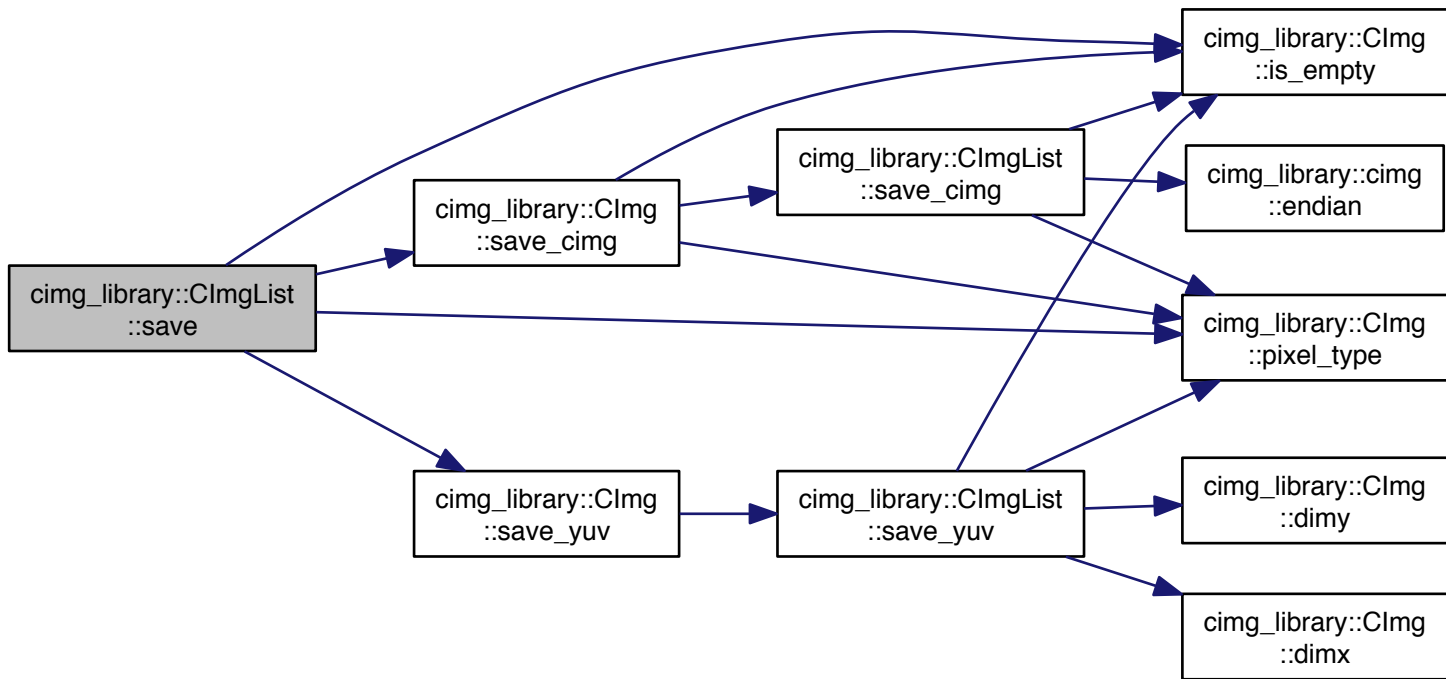 cimg_library::CImgList
::save
cimg_library::CImg
::save_cimg
cimg_library::CImg
::save_yuv
cimg_library::CImgList
::save_cimg
cimg_library::CImgList
::save_yuv
cimg_library::CImg
::is_empty
cimg_library::cimg
::endian
cimg_library::CImg
::pixel_type
cimg_library::CImg
::dimy
cimg_library::CImg
::dimx